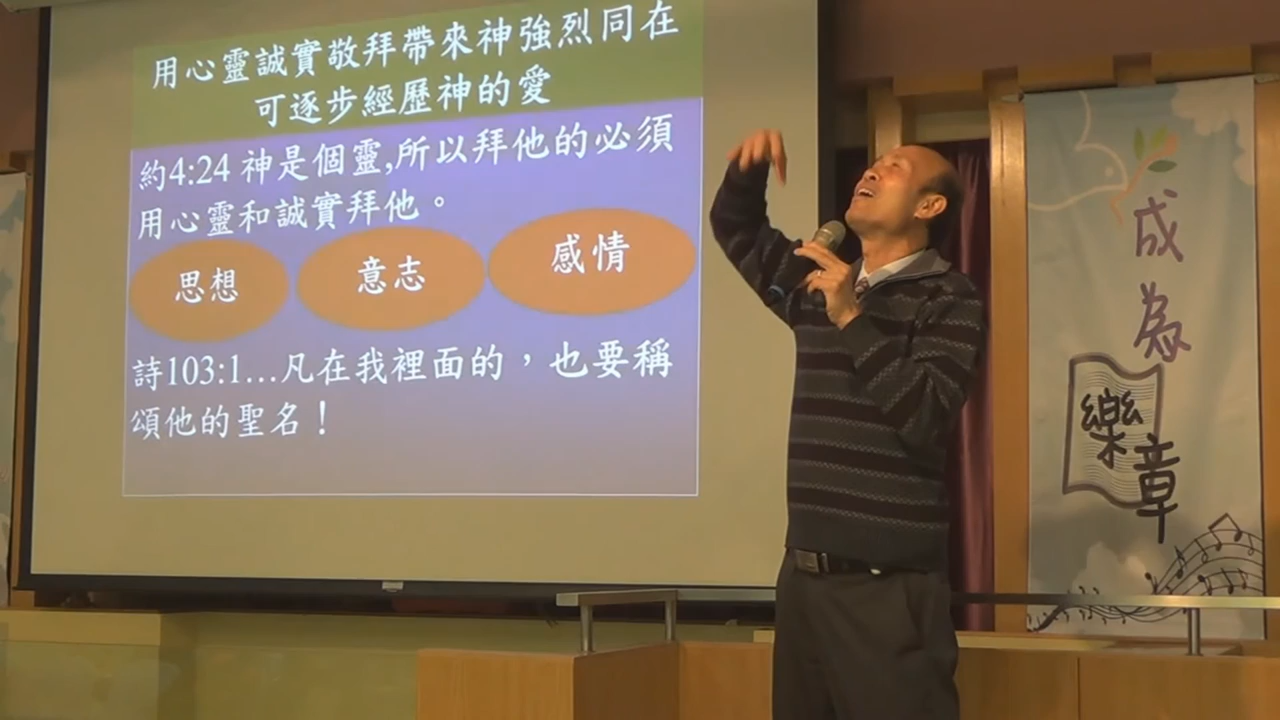 用心靈誠實敬拜帶來神強烈同在
可逐步經歷神的愛
約4:24 神是個靈,所以拜他的必須
用心靈和誠實拜他。
思想
意志
感情
詩103:1…凡在我裡面的，也要稱
頌他的聖名！
成為
樂章